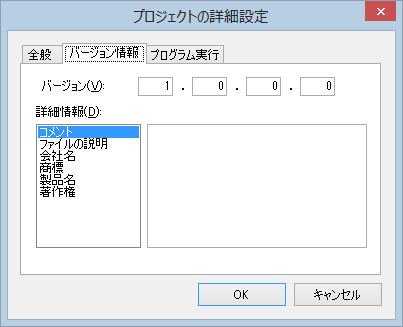 プロジェクトの詳細設定
全般 バージョン情報 プログラム実行
バージョン(V): 1 . 0 . 0 . 0
詳細情報(D):
コメント
ファイルの説明
会社名
商標
製品名
著作権
OK キャンセル